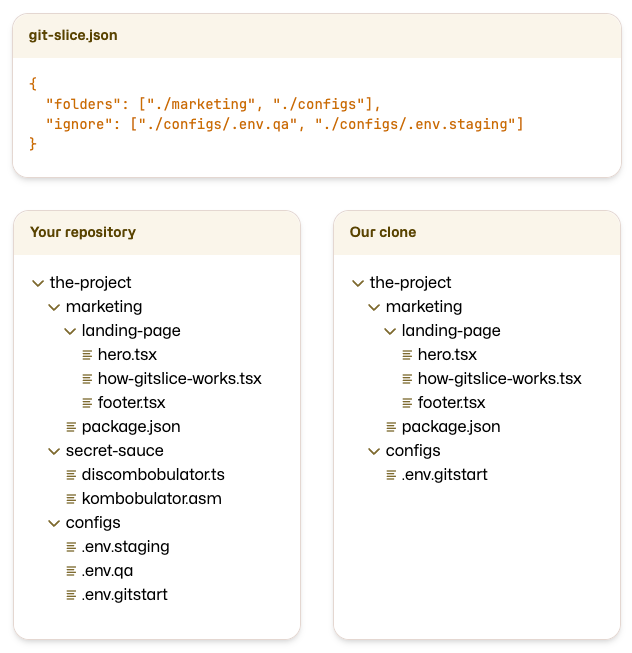 git-slice.json
{
  "folders": ["./marketing", "./configs"],
  "ignore": ["./configs/.env.qa", "./configs/.env.staging"]
}
Your repository
the-project
marketing
landing-page
hero.tsx
how-gitslice-works.tsx
footer.tsx
package.json
secret-sauce
discombobulator.ts
kombobulator.asm
configs
.env.staging
.env.qa
.env.gitstart
Our clone
the-project
marketing
landing-page
hero.tsx
how-gitslice-works.tsx
footer.tsx
package.json
configs
.env.gitstart